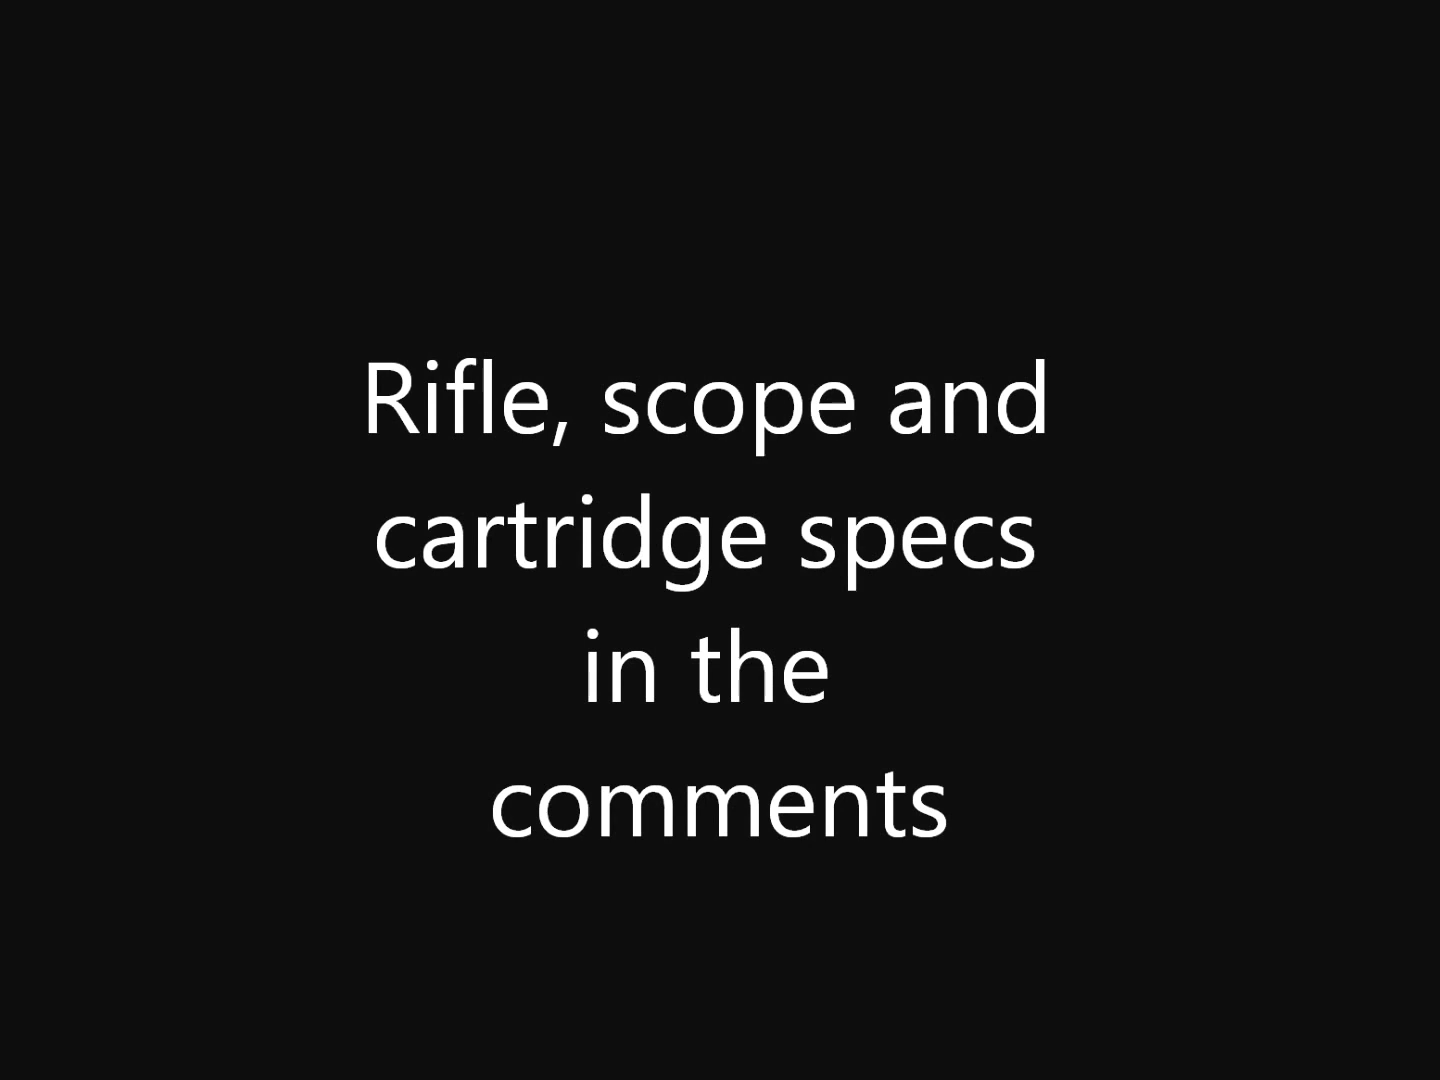 Rifle, scope and
cartridge specs
in the
comments